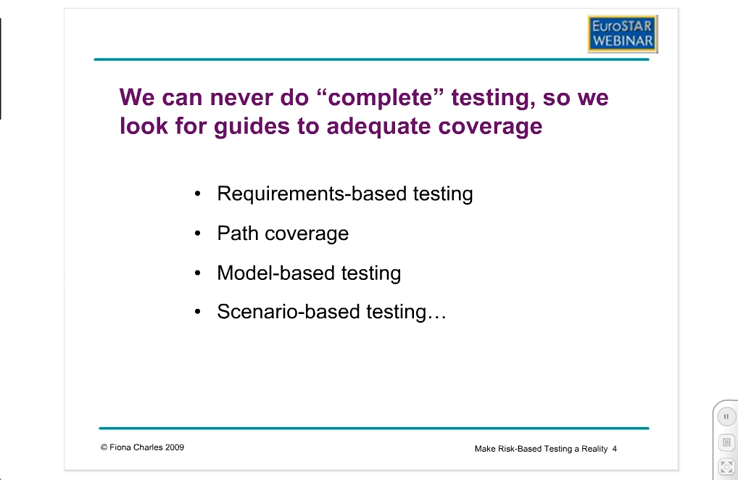 EuroSTAR
WEBINAR
We can never do “complete” testing, so we
look for guides to adequate coverage
• Requirements-based testing
• Path coverage
• Model-based testing
• Scenario-based testing…
© Fiona Charles 2009
Make Risk-Based Testing a Reality 4